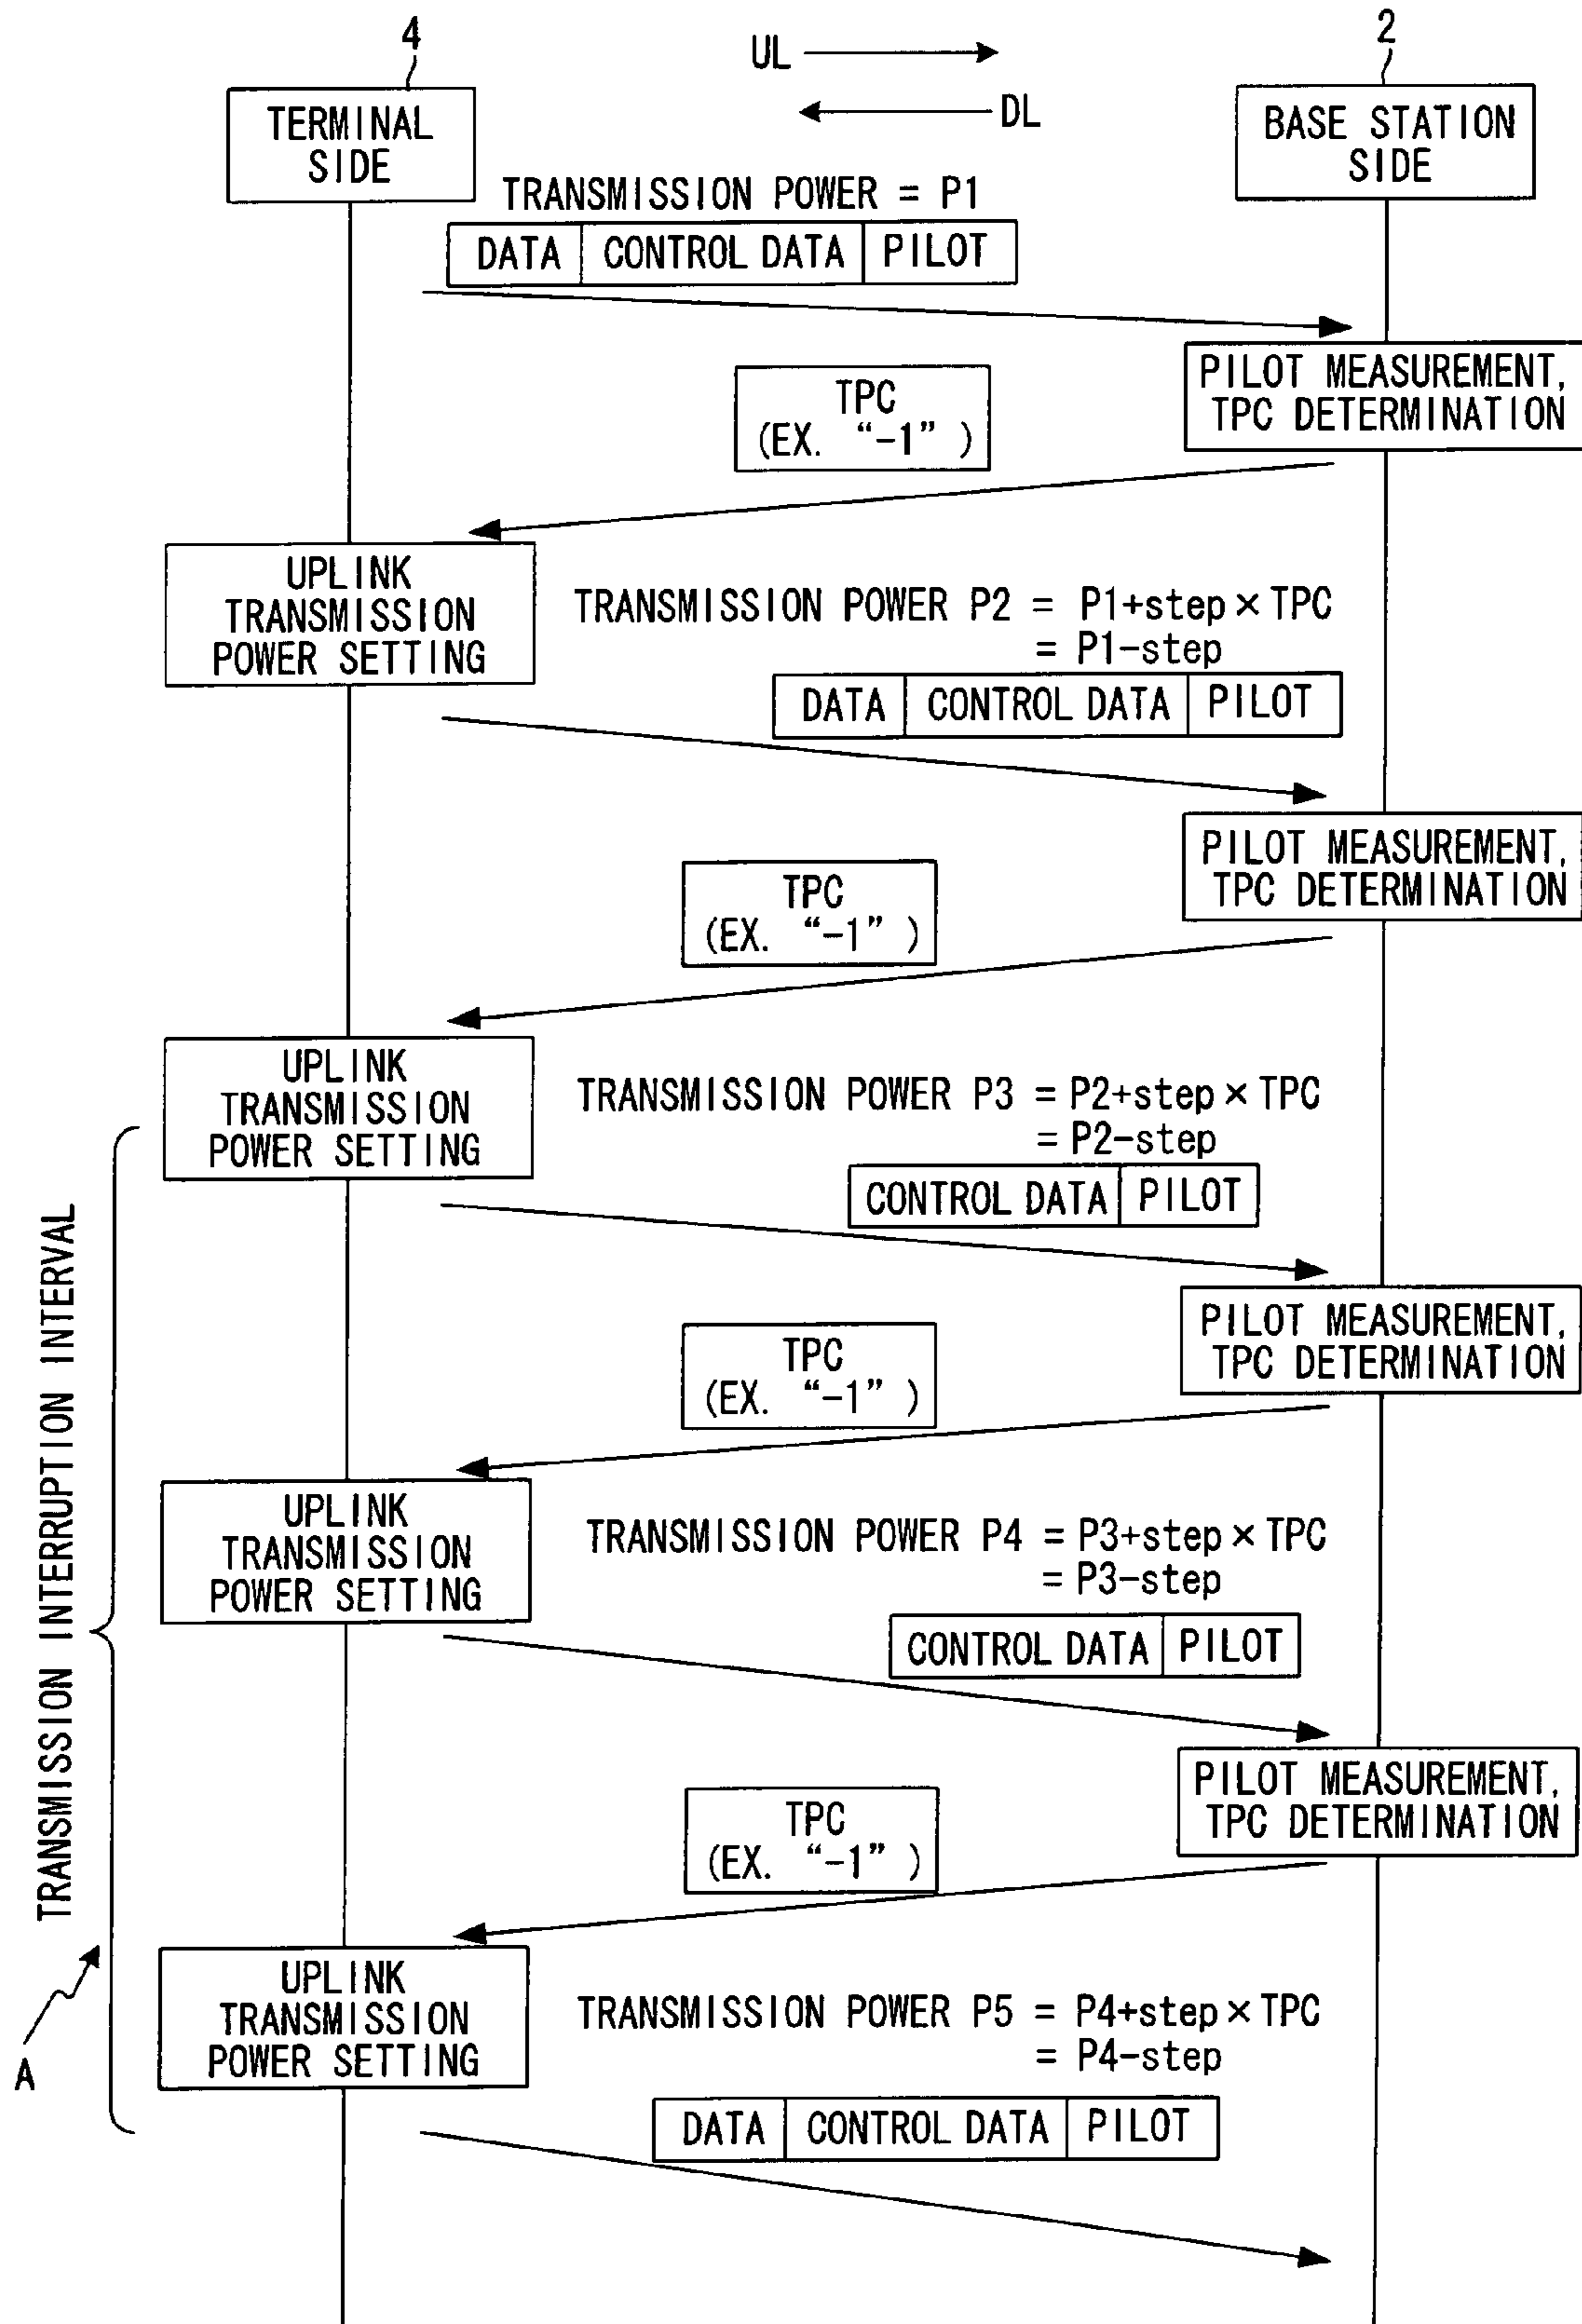 4
UL
2
DL
TERMINAL
SIDE
BASE STATION
SIDE
TRANSMISSION POWER = P1
DATA CONTROL DATA PILOT
PILOT MEASUREMENT,
TPC DETERMINATION
TPC
(EX. “-1” )
UPLINK
TRANSMISSION
POWER SETTING
TRANSMISSION POWER P2 = P1+step×TPC
= P1-step
DATA CONTROL DATA PILOT
PILOT MEASUREMENT,
TPC DETERMINATION
TPC
(EX. “-1” )
UPLINK
TRANSMISSION
POWER SETTING
TRANSMISSION POWER P3 = P2+step×TPC
= P2-step
CONTROL DATA PILOT
TRANSMISSION INTERRUPTION INTERVAL
PILOT MEASUREMENT,
TPC DETERMINATION
TPC
(EX. “-1” )
UPLINK
TRANSMISSION
POWER SETTING
TRANSMISSION POWER P4 = P3+step×TPC
= P3-step
CONTROL DATA PILOT
PILOT MEASUREMENT,
TPC DETERMINATION
TPC
(EX. “-1” )
UPLINK
TRANSMISSION
POWER SETTING
TRANSMISSION POWER P5 = P4+step×TPC
= P4-step
A
DATA CONTROL DATA PILOT